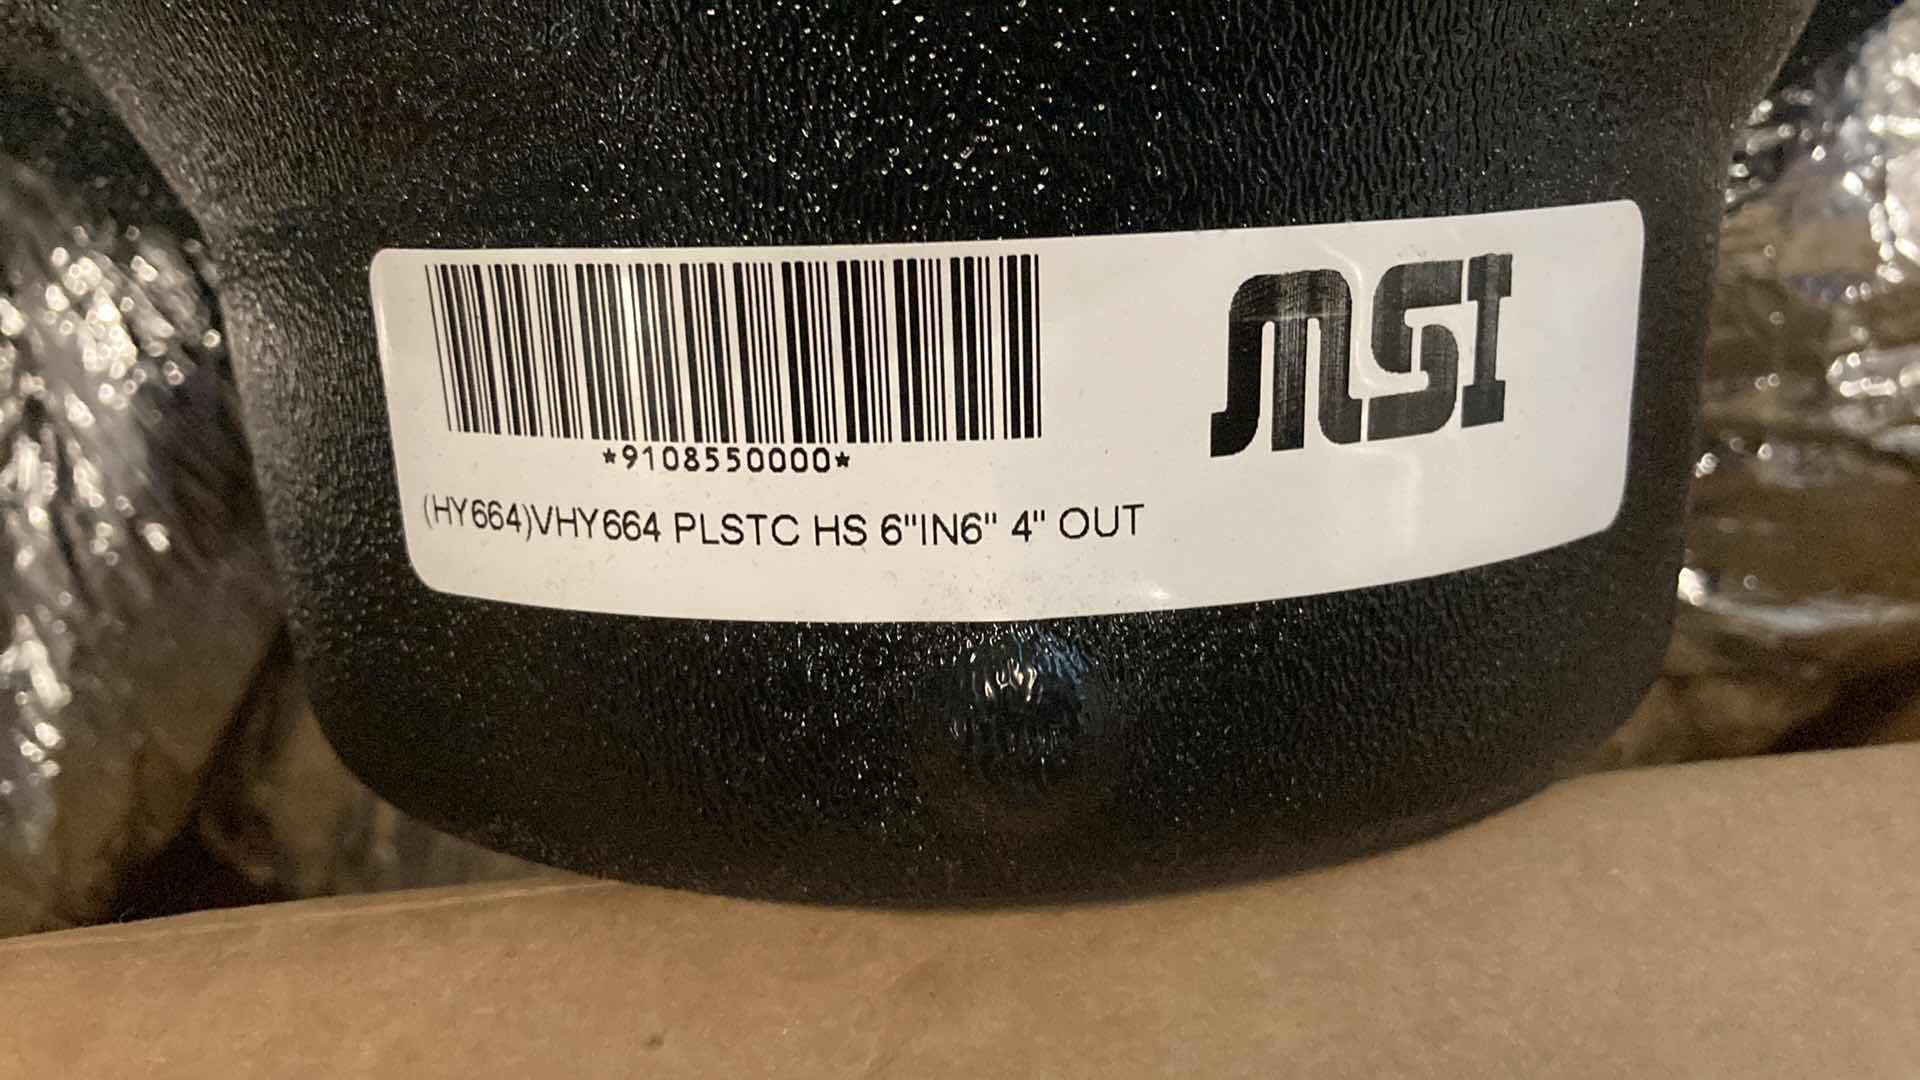 *9108550000*
MSI
(HY664)VHY664 PLSTC HS 6"IN6" 4" OUT